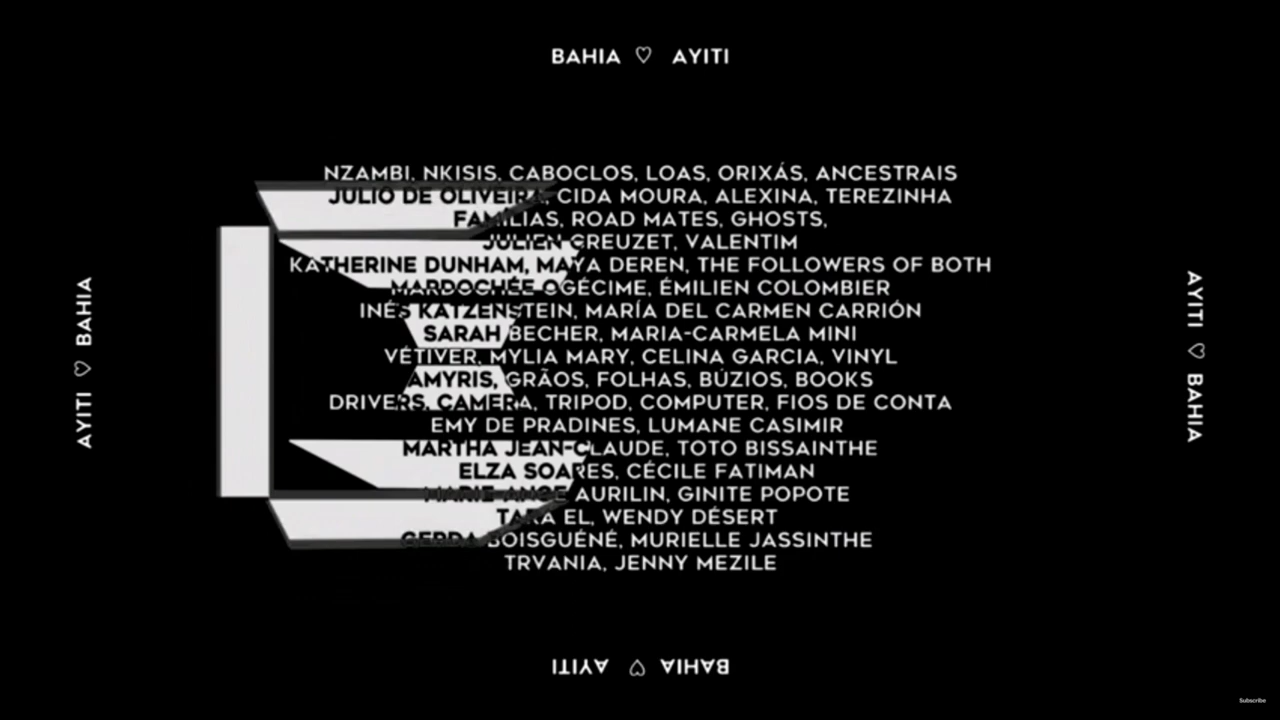 BAHIA ♡ AYITI
NZAMBI, NKISIS, CABOCLOS, LOAS, ORIXÁS, ANCESTRAIS
JULIO DE OLIVEIRA, CIDA MOURA, ALEXINA, TEREZINHA
FAMÍLIAS, ROAD MATES, GHOSTS,
JULIEN CREUZET, VALENTIM
KATHERINE DUNHAM, MAYA DEREN, THE FOLLOWERS OF BOTH
MARDOCHÉE OGÉCIME, ÉMILIEN COLOMBIER
INÉS KATZENSTEIN, MARÍA DEL CARMEN CARRIÓN
SARAH BECHER, MARIA-CARMELA MINI
VÉTIVER, MYLIA MARY, CELINA GARCIA, VINYL
AMYRIS, GRÃOS, FOLHAS, BÚZIOS, BOOKS
DRIVERS, CAMERA, TRIPOD, COMPUTER, FIOS DE CONTA
EMY DE PRADINES, LUMANE CASIMIR
MARTHA JEAN-CLAUDE, TOTO BISSAINTHE
ELZA SOARES, CÉCILE FATIMAN
MARIE-ANGE AURILIN, GINITE POPOTE
TARA EL, WENDY DÉSERT
GERDA BOISGUÉNÉ, MURIELLE JASSINTHE
TRVANIA, JENNY MEZILE
AYITI ♡ BAHIA
AYITI ♡ BAHIA
BAHIA ♡ AYITI
Subscribe